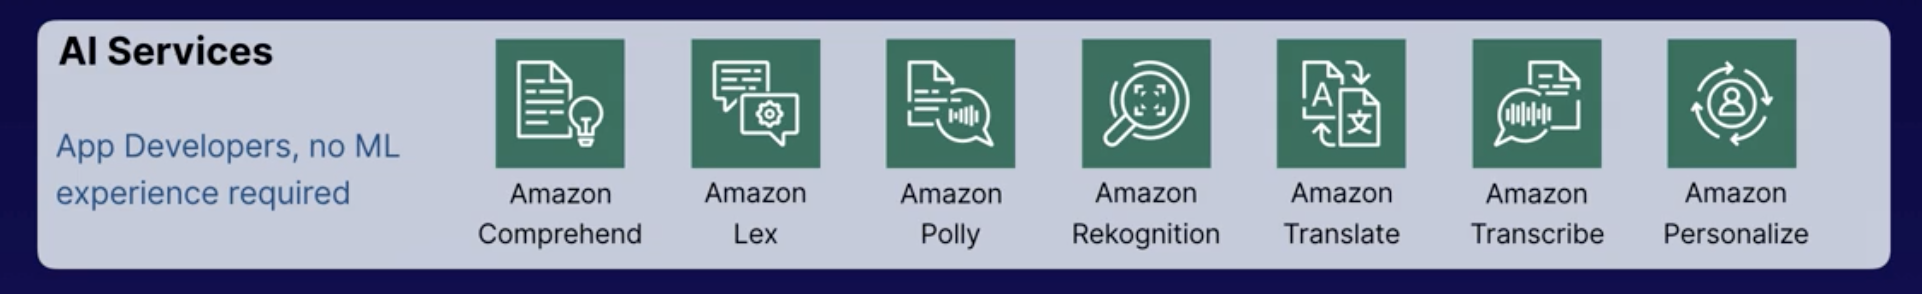 AI Services
App Developers, no ML
experience required
Amazon
Comprehend
Amazon
Lex
Amazon
Polly
Amazon
Rekognition
A
文
Amazon
Translate
Amazon
Transcribe
Amazon
Personalize